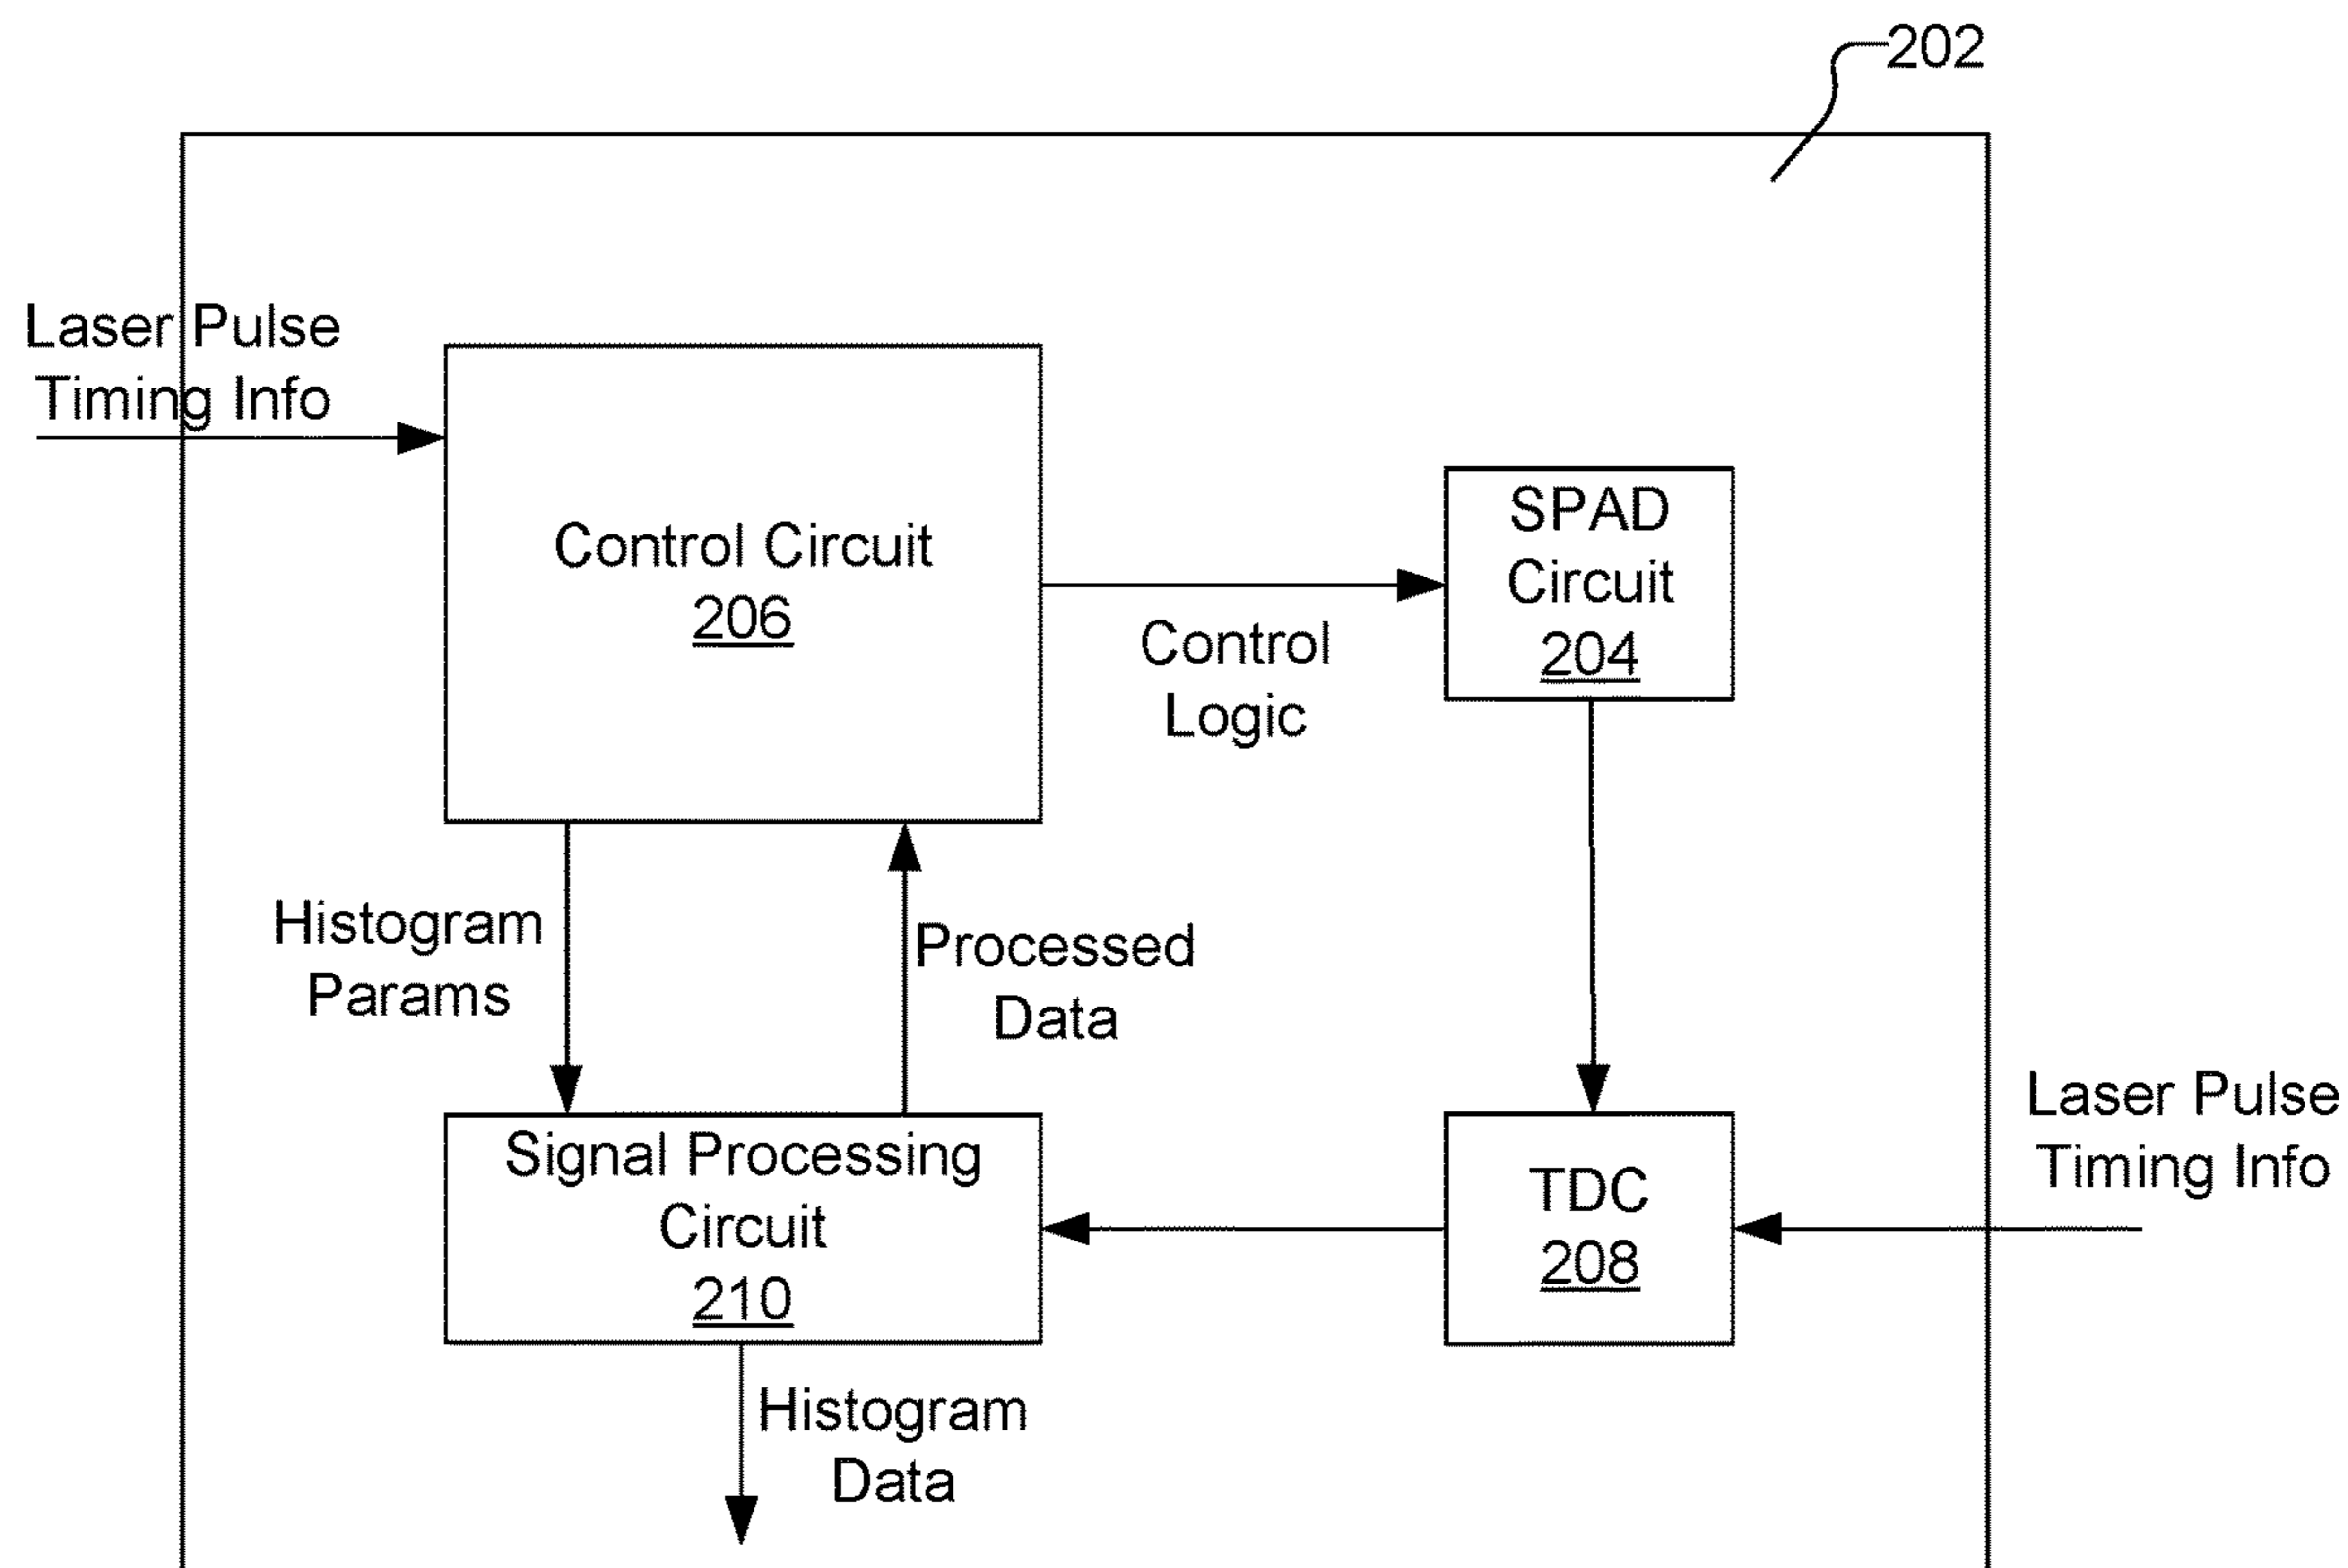 202
Laser Pulse
Timing Info
Control Circuit
206
SPAD
Circuit
204
Control
Logic
Histogram
Params
Processed
Data
Signal Processing
Circuit
210
TDC
208
Laser Pulse
Timing Info
Histogram
Data